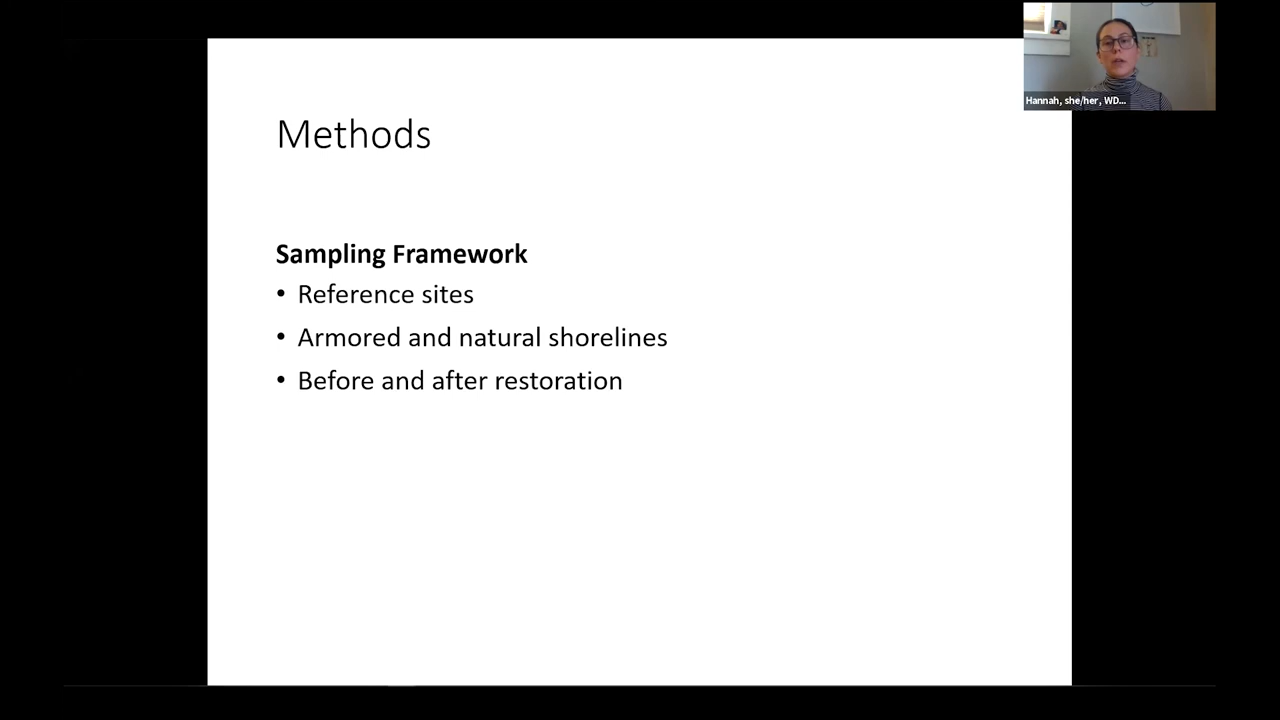 Hannah, she/her, WD...
Methods
Sampling Framework
• Reference sites
• Armored and natural shorelines
• Before and after restoration